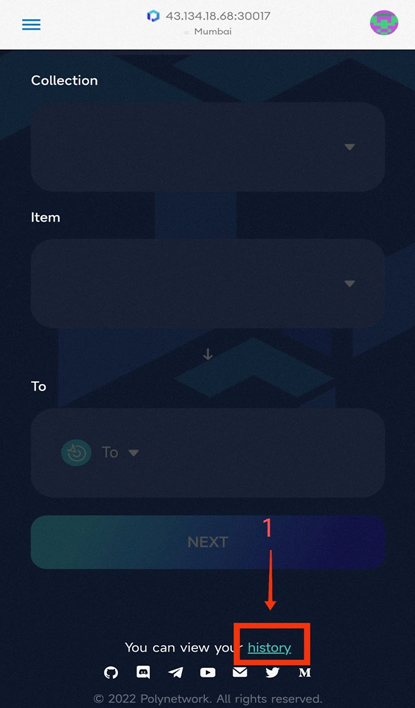 43.134.18.68:30017
Mumbai
Collection
Item
To
To
NEXT
1
You can view your history
© 2022 Polynetwork. All rights reserved.